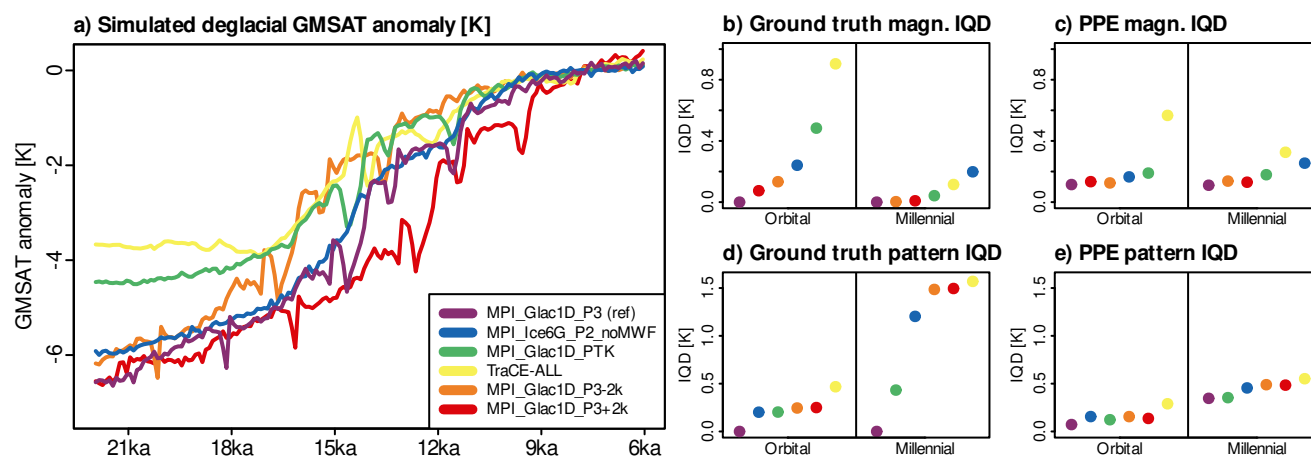 a) Simulated deglacial GMSAT anomaly [K]
GMSAT anomaly [K]
0
-2
-4
-6
21ka 18ka 15ka 12ka 9ka 6ka
MPI_Glac1D_P3 (ref)
MPI_Ice6G_P2_noMWF
MPI_Glac1D_PTK
TraCE-ALL
MPI_Glac1D_P3-2k
MPI_Glac1D_P3+2k
b) Ground truth magn. IQD
IQD [K]
0.8
0.4
0.0
Orbital Millennial
c) PPE magn. IQD
IQD [K]
0.8
0.4
0.0
Orbital Millennial
d) Ground truth pattern IQD
IQD [K]
1.5
1.0
0.5
0.0
Orbital Millennial
e) PPE pattern IQD
IQD [K]
1.5
1.0
0.5
0.0
Orbital Millennial